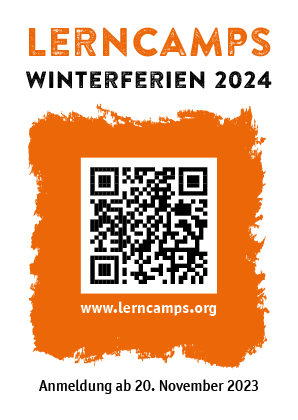 LERNCAMPS
WINTERFERIEN 2024
www.lerncamps.org
Anmeldung ab 20. November 2023